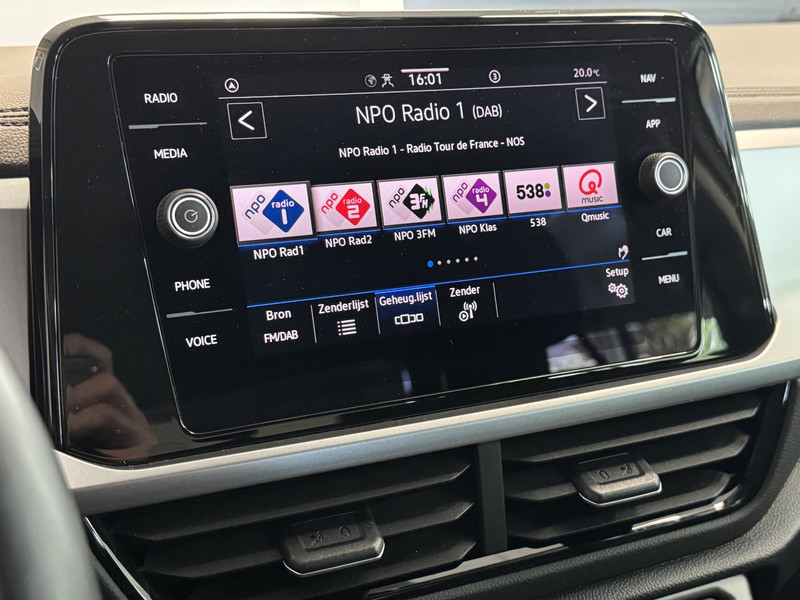 RADIO
MEDIA
PHONE
VOICE
16:01
3
20.0°C
NPO Radio 1 (DAB)
NPO Radio 1 - Radio Tour de France - NOS
npo radio 1
npo radio 2
npo 3FM
npo radio 4
538
Q music
NPO Rad1
NPO Rad2
NPO 3FM
NPO Klas
538
Qmusic
Bron
FM/DAB
Zenderlijst
Geheug.lijst
Zender
Setup
NAV
APP
CAR
MENU